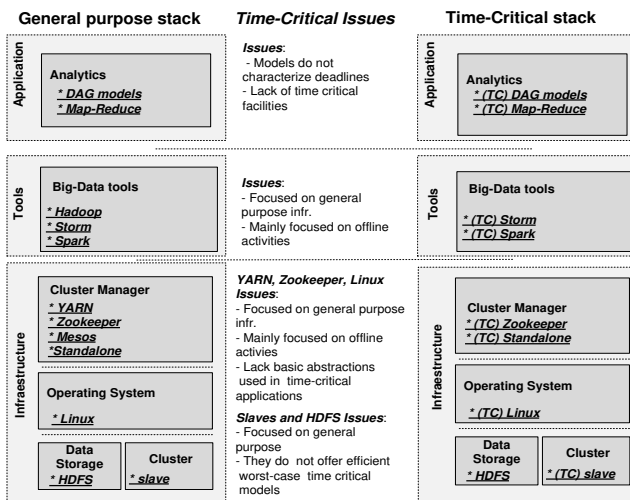 General purpose stack
Time-Critical Issues
Time-Critical stack
Application
Analytics
* DAG models
* Map-Reduce
Issues:
- Models do not
characterize deadlines
- Lack of time critical
facilities
Application
Analytics
* (TC) DAG models
* (TC) Map-Reduce
Tools
Big-Data tools
* Hadoop
* Storm
* Spark
Issues:
- Focused on general
purpose infr.
- Mainly focused on offline
activities
Tools
Big-Data tools
* (TC) Storm
* (TC) Spark
Infraestructure
Cluster Manager
* YARN
* Zookeeper
* Mesos
*Standalone
Operating System
* Linux
Data
Storage
* HDFS
Cluster
* slave
YARN, Zookeeper, Linux
Issues:
- Focused on general purpose
infr.
- Mainly focused on offline
activies
- Lack basic abstractions
used in time-critical
applications
Slaves and HDFS Issues:
- Focused on general
purpose
- They do not offer efficient
worst-case time critical
models
Infraestructure
Cluster Manager
* (TC) Zookeeper
* (TC) Standalone
Operating System
* (TC) Linux
Data
Storage
* HDFS
Cluster
* (TC) slave